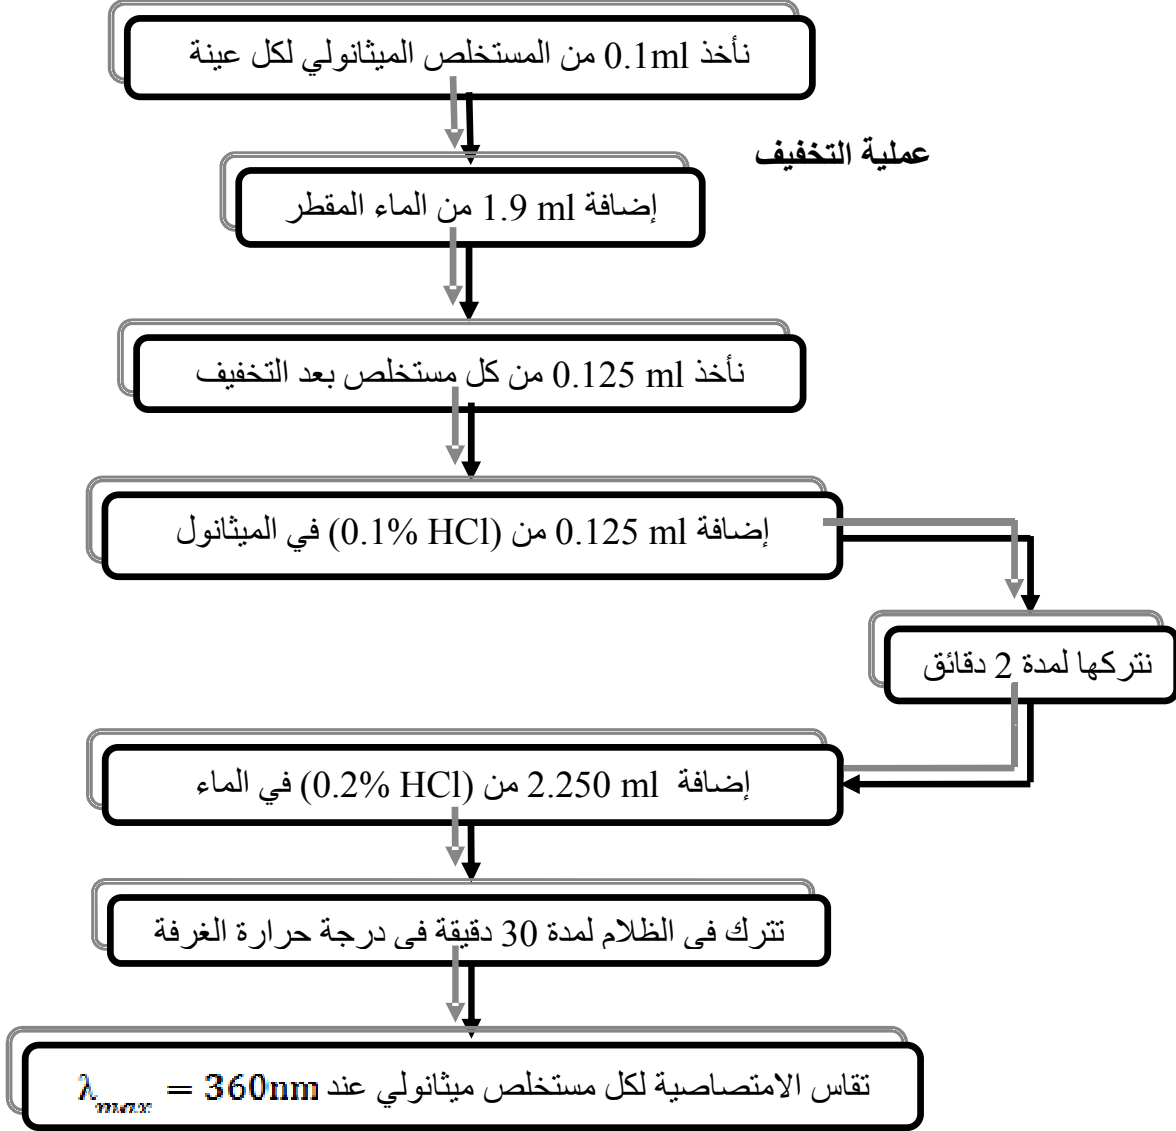 نأخذ 0.1ml من المستخلص الميثانولي لكل عينة
عملية التخفيف
إضافة 1.9 ml من الماء المقطر
نأخذ 0.125 ml من كل مستخلص بعد التخفيف
إضافة 0.125 ml من (0.1% HCl) في الميثانول
نتركها لمدة 2 دقائق
إضافة 2.250 ml من (0.2% HCl) في الماء
تترك في الظلام لمدة 30 دقيقة في درجة حرارة الغرفة
تقاس الامتصاصية لكل مستخلص ميثانولي عند λmax = 360nm